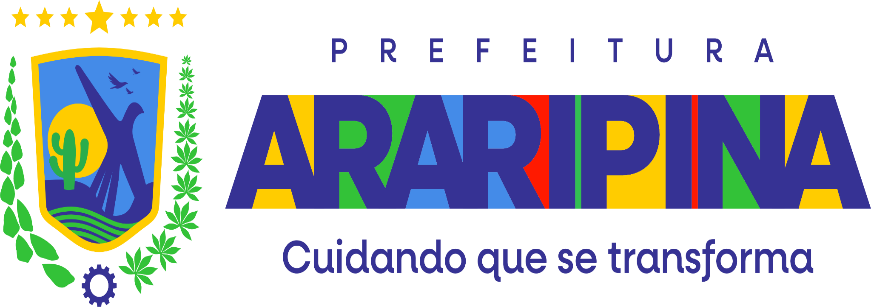 PREFEITURA
ARARIPINA
Cuidando que se transforma